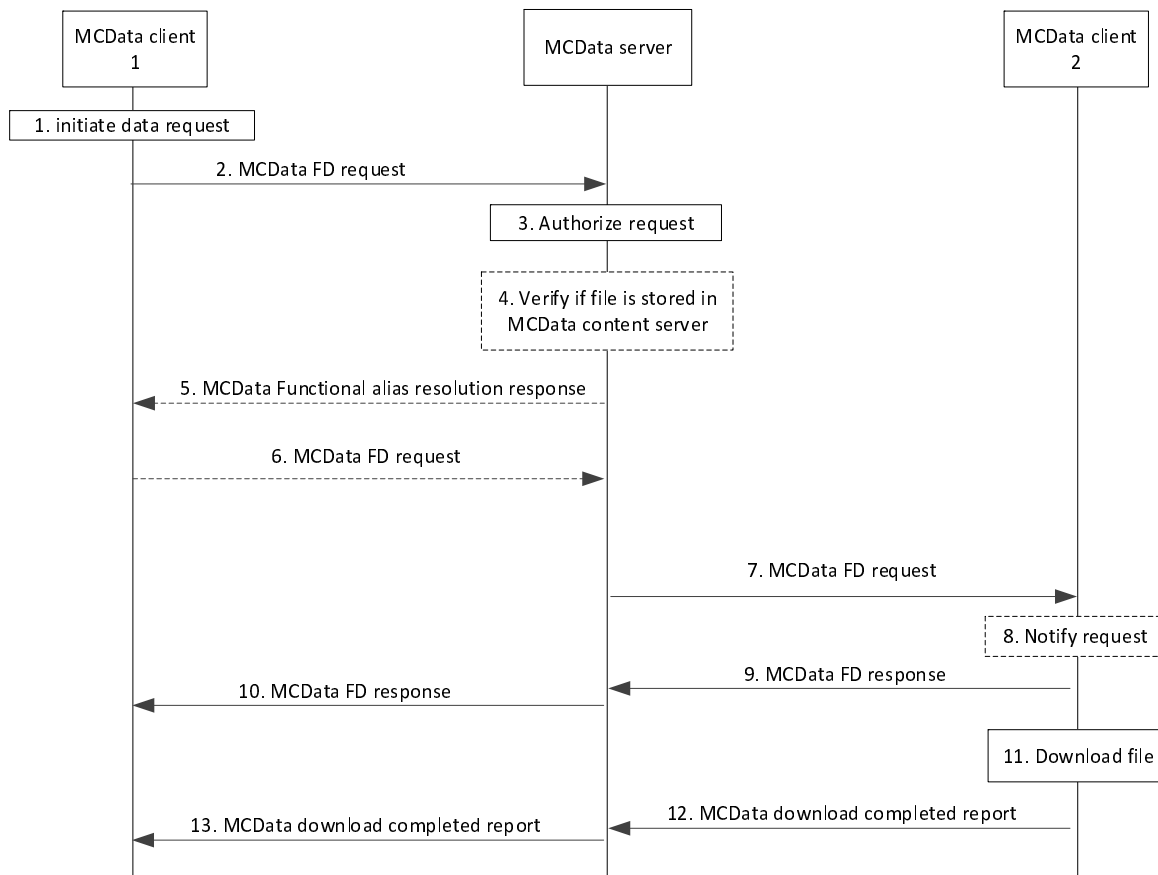 MCData client
1
MCData server
MCData client
2
1. initiate data request
2. MCData FD request
3. Authorize request
4. Verify if file is stored in
MCData content server
5. MCData Functional alias resolution response
6. MCData FD request
7. MCData FD request
8. Notify request
9. MCData FD response
10. MCData FD response
11. Download file
12. MCData download completed report
13. MCData download completed report